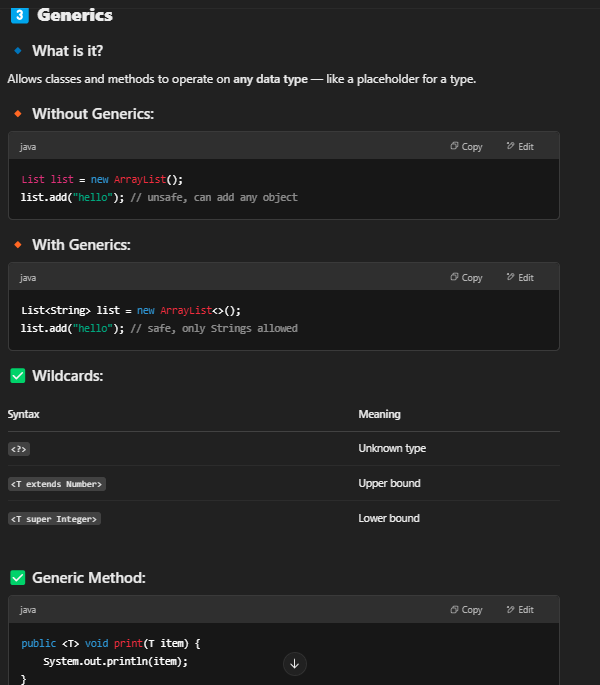 3 Generics
What is it?
Allows classes and methods to operate on any data type — like a placeholder for a type.
Without Generics:
java Copy Edit
List list = new ArrayList();
list.add("hello"); // unsafe, can add any object
With Generics:
java Copy Edit
List<String> list = new ArrayList<>();
list.add("hello"); // safe, only Strings allowed
Wildcards:
Syntax Meaning
<?> Unknown type
<T extends Number> Upper bound
<T super Integer> Lower bound
Generic Method:
java Copy Edit
public <T> void print(T item) {
    System.out.println(item);
}